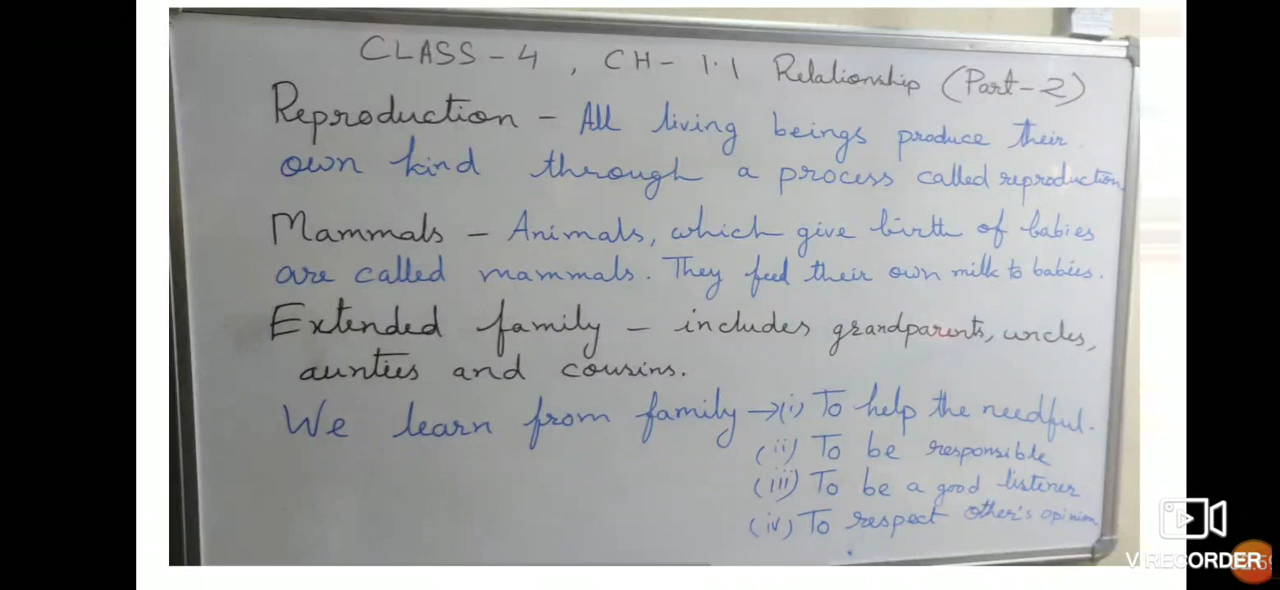 CLASS - 4 , CH - 1.1 Relationship (Part-2)
Reproduction - All living beings produce their
own kind through a process called reproduction
Mammals - Animals, which give birth of babies
are called mammals. They feed their own milk to babies.
Extended family - includes grandparents, uncles,
aunties and cousins.
We learn from family → (i) To help the needful.
(ii) To be responsible
(iii) To be a good listener
(iv) To respect other's opinion
V RECORDER